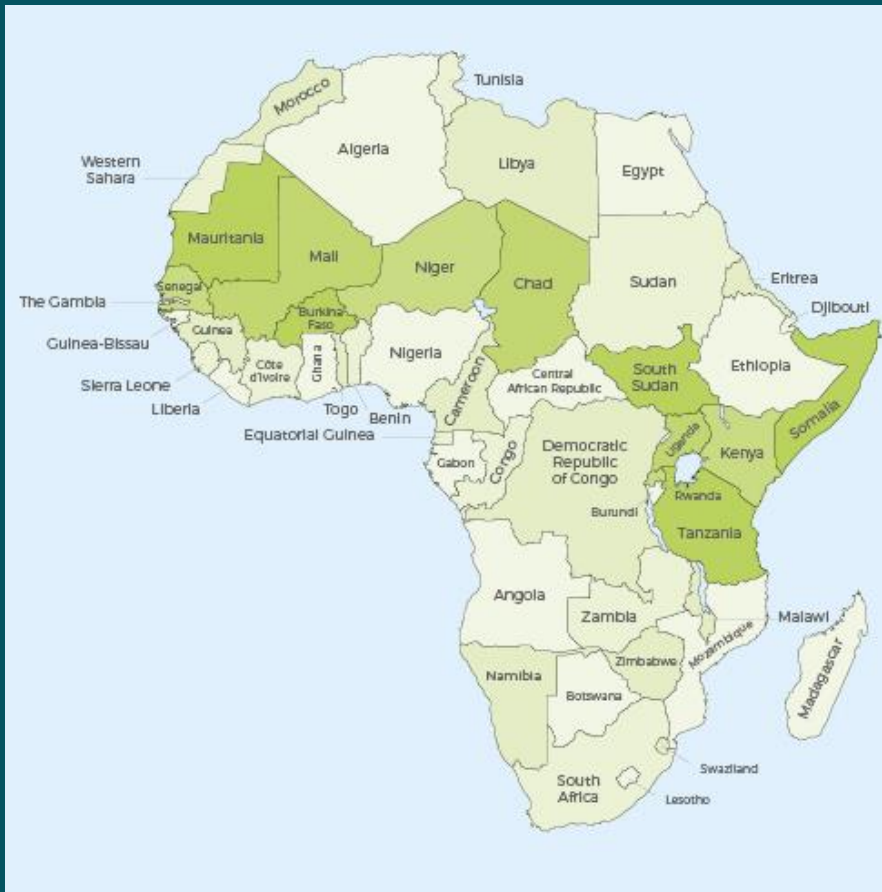 Tunisia
Morocco
Algeria
Libya
Egypt
Western
Sahara
Mauritania
Mali
Niger
Chad
Sudan
Eritrea
Senegal
The Gambia
Djibouti
Burkina
Faso
Guinea
Guinea-Bissau
Nigeria
Ethiopia
Côte
d'Ivoire
Ghana
Central
African Republic
South
Sudan
Cameroon
Sierra Leone
Liberia
Togo
Benin
Somalia
Equatorial Guinea
Uganda
Kenya
Democratic
Republic
of Congo
Gabon
Congo
Rwanda
Burundi
Tanzania
Angola
Zambia
Malawi
Mozambique
Zimbabwe
Madagascar
Namibia
Botswana
Swaziland
South
Africa
Lesotho